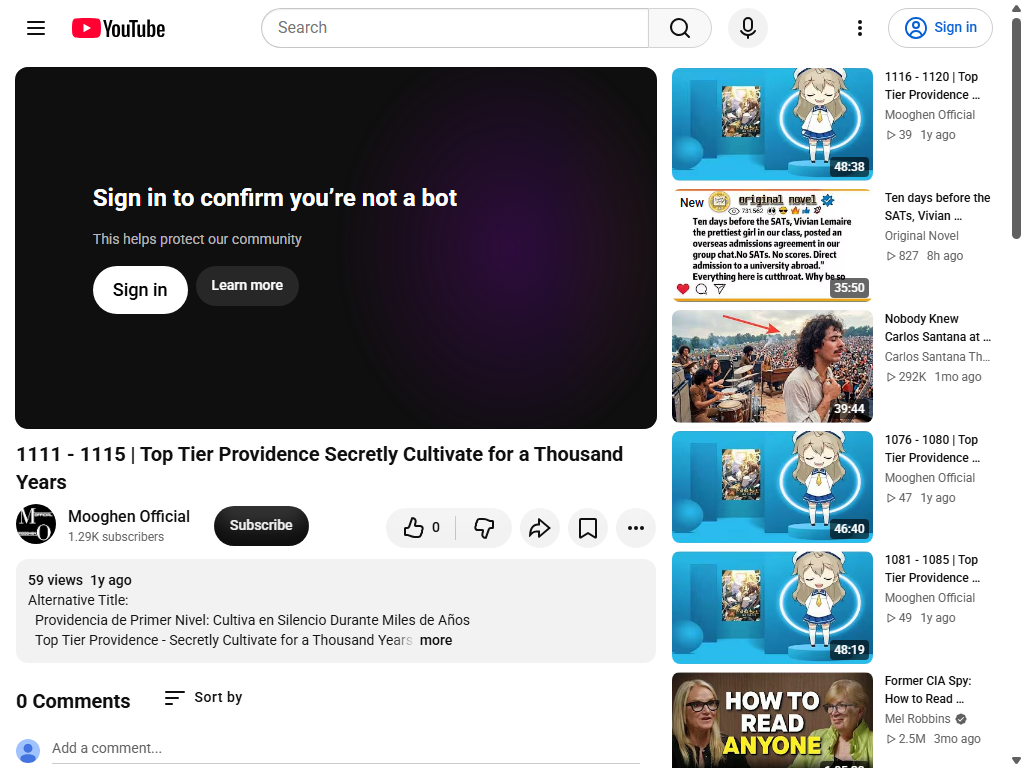 YouTube
Search
Sign in
Sign in to confirm you’re not a bot
This helps protect our community
Sign in
Learn more
1111 - 1115 | Top Tier Providence Secretly Cultivate for a Thousand
Years
Mooghen Official
1.29K subscribers
Subscribe
0
59 views 1y ago
Alternative Title:
Providencia de Primer Nivel: Cultiva en Silencio Durante Miles de Años
Top Tier Providence - Secretly Cultivate for a Thousand Years more
0 Comments
Sort by
Add a comment...
48:38
1116 - 1120 | Top
Tier Providence ...
Mooghen Official
39 1y ago
New
original novel
731.562
Ten days before the SATs, Vivian Lemaire
the prettiest girl in our class, posted an
overseas admissions agreement in our
group chat.No SATs. No scores. Direct
admission to a university abroad."
Everything here is cutthroat. Why be so
35:50
Ten days before the
SATs, Vivian ...
Original Novel
827 8h ago
39:44
Nobody Knew
Carlos Santana at ...
Carlos Santana Th...
292K 1mo ago
46:40
1076 - 1080 | Top
Tier Providence ...
Mooghen Official
47 1y ago
48:19
1081 - 1085 | Top
Tier Providence ...
Mooghen Official
49 1y ago
HOW TO
READ
ANYONE
Former CIA Spy:
How to Read ...
Mel Robbins
2.5M 3mo ago